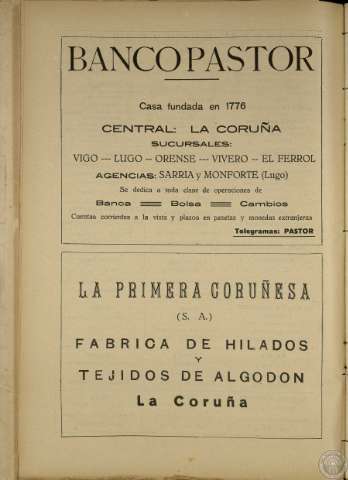 BANCO PASTOR
Casa fundada en 1776
CENTRAL: LA CORUÑA
SUCURSALES:
VIGO -- LUGO -- ORENSE --- VIVERO -- EL FERROL
AGENCIAS: SARRIA y MONFORTE (Lugo)
Se dedica a toda clase de operaciones de
Banca Bolsa Cambios
Cuentas corrientes a la vista y plazos en pesetas y monedas extranjeras
Telegramas: PASTOR
LA PRIMERA CORUÑESA
(S. A.)
FABRICA DE HILADOS
Y
TEJIDOS DE ALGODON
La Coruña